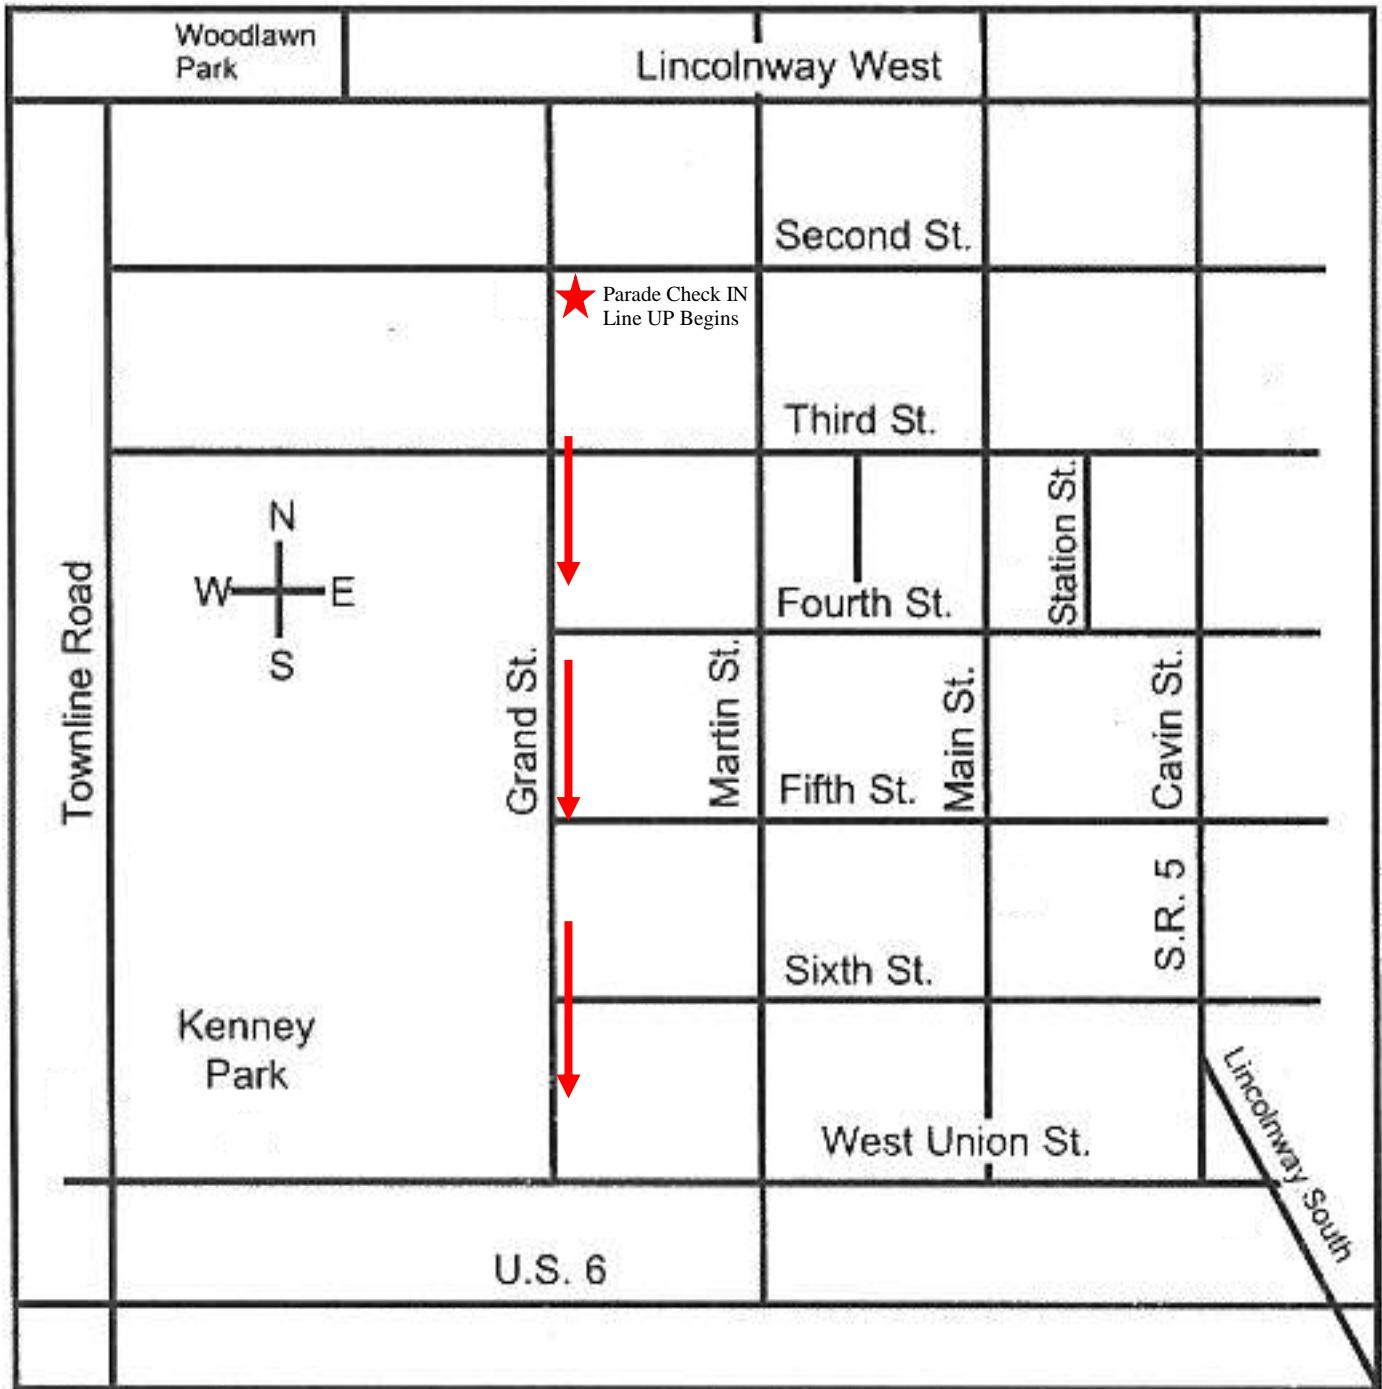 Woodlawn
Park
Lincolnway West
Second St.
Parade Check IN
Line UP Begins
Third St.
Station St.
N
W E
S
Fourth St.
Townline Road
Grand St.
Martin St.
Main St.
Cavin St.
Fifth St.
S.R. 5
Sixth St.
Kenney
Park
Lincolnway South
West Union St.
U.S. 6